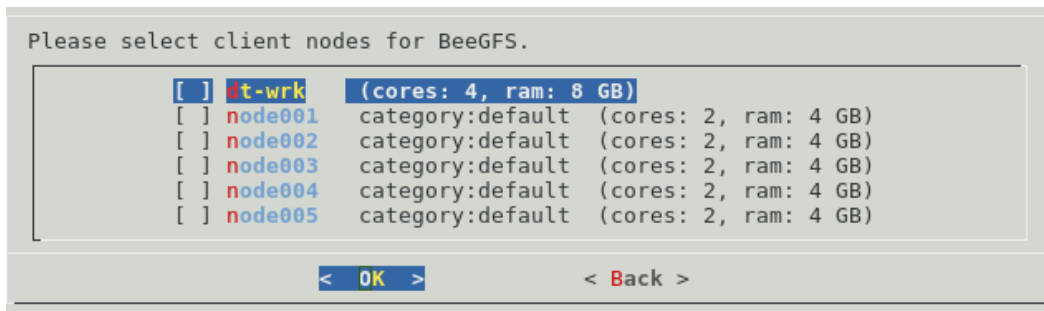 Please select client nodes for BeeGFS.
[ ] dt-wrk (cores: 4, ram: 8 GB)
[ ] node001 category:default (cores: 2, ram: 4 GB)
[ ] node002 category:default (cores: 2, ram: 4 GB)
[ ] node003 category:default (cores: 2, ram: 4 GB)
[ ] node004 category:default (cores: 2, ram: 4 GB)
[ ] node005 category:default (cores: 2, ram: 4 GB)
< OK > < Back >